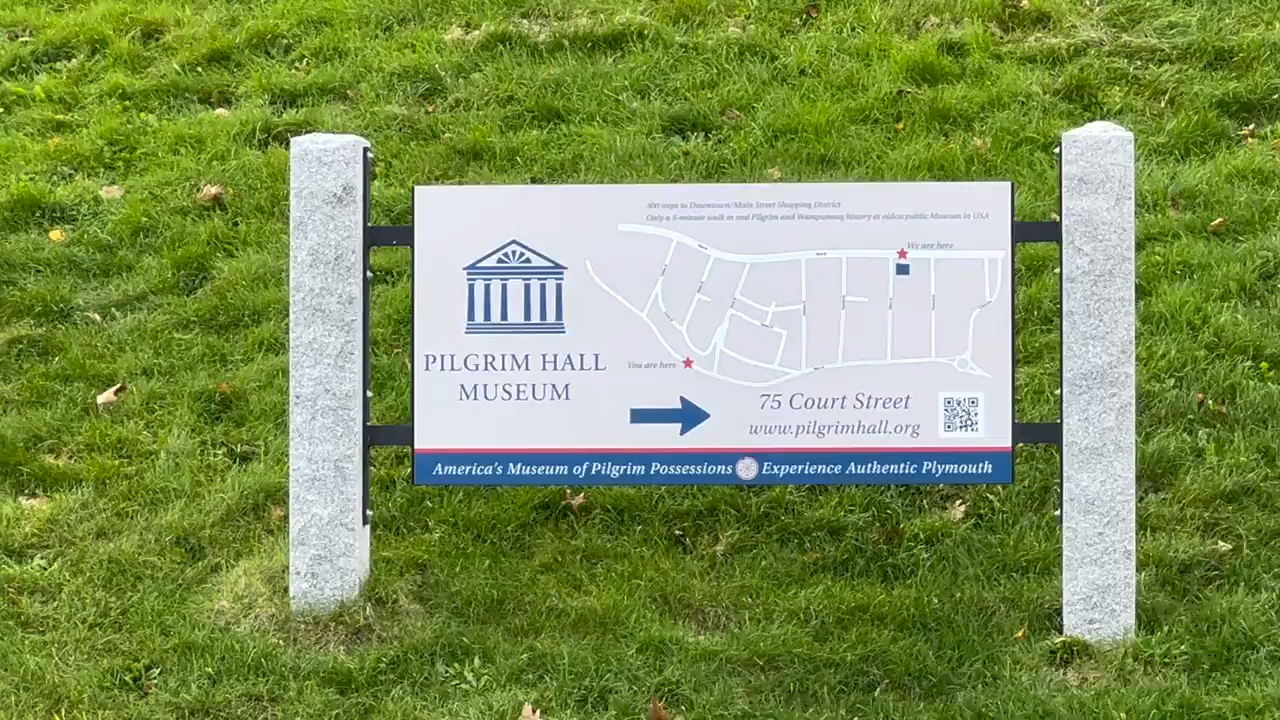 400 steps to Downtown/Main Street Shopping District
Only a 5-minute walk to real Pilgrim and Wampanoag history at oldest public Museum in USA
We are here
PILGRIM HALL
MUSEUM
You are here
75 Court Street
www.pilgrimhall.org
America's Museum of Pilgrim Possessions Experience Authentic Plymouth